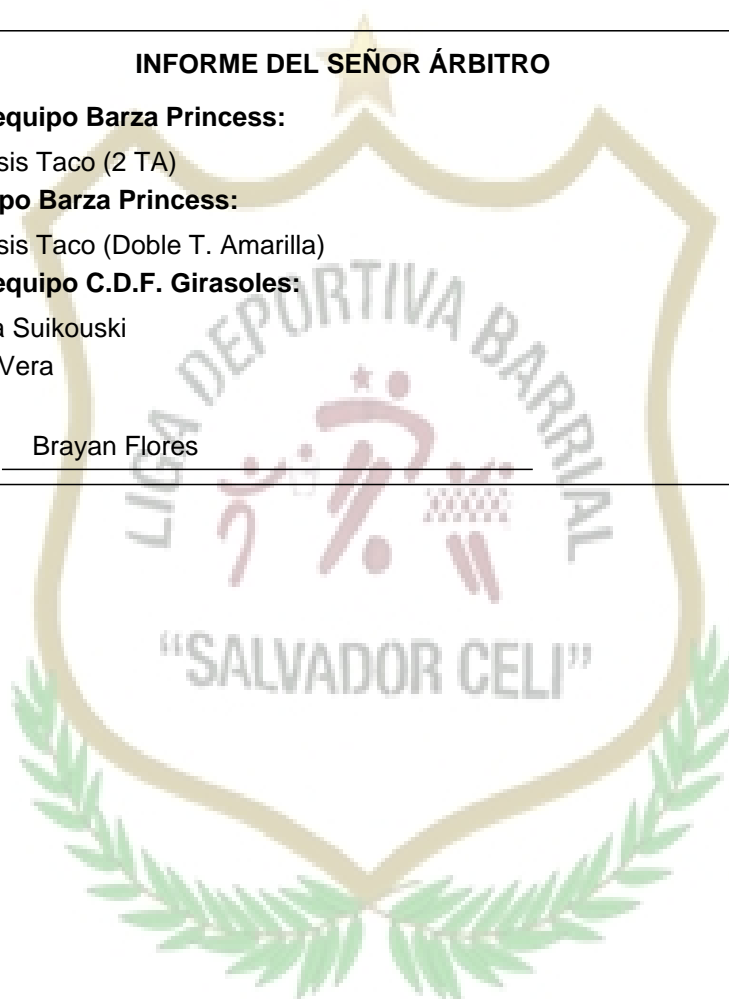 INFORME DEL SEÑOR ÁRBITRO
equipo Barza Princess:
sis Taco (2 TA)
po Barza Princess:
sis Taco (Doble T. Amarilla)
equipo C.D.F. Girasoles:
a Suikouski
Vera
Brayan Flores
LIGA DEPORTIVA BARRIAL
“SALVADOR CELI”